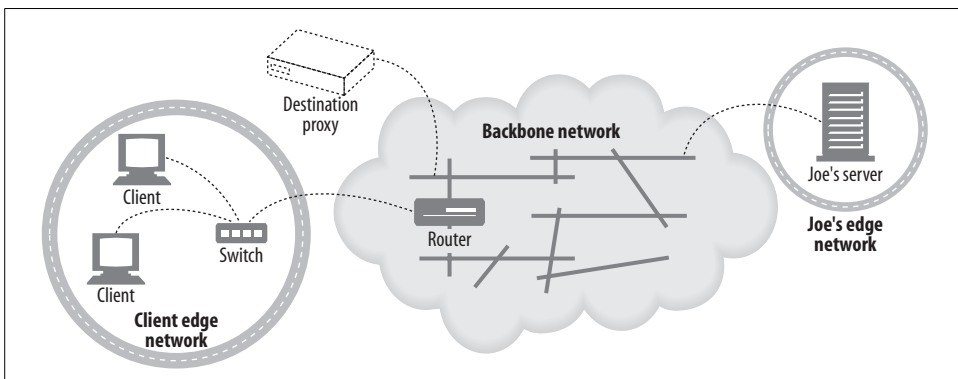 Destination
proxy
Backbone network
Client
Joe's server
Router
Switch
Joe's edge
network
Client
Client edge
network